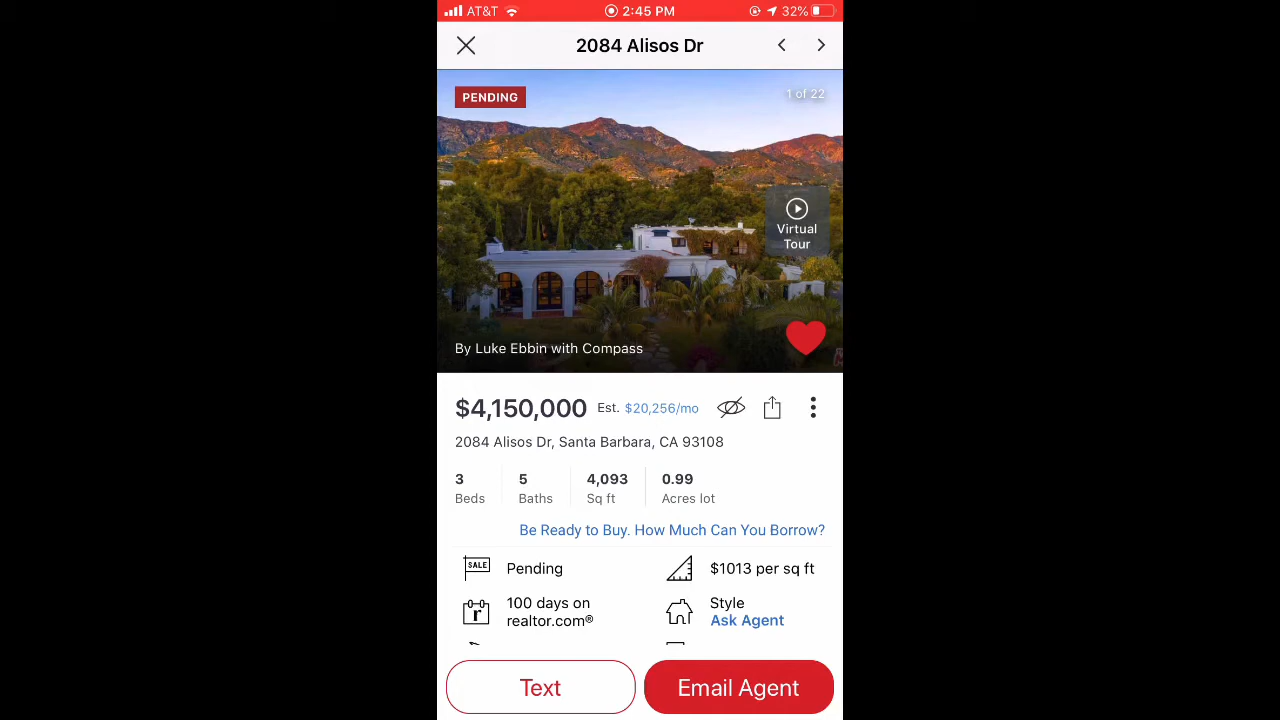 AT&T 2:45 PM 32%
2084 Alisos Dr
PENDING
1 of 22
Virtual
Tour
By Luke Ebbin with Compass
$4,150,000 Est. $20,256/mo
2084 Alisos Dr, Santa Barbara, CA 93108
3 5 4,093 0.99
Beds Baths Sq ft Acres lot
Be Ready to Buy. How Much Can You Borrow?
SALE Pending $1013 per sq ft
100 days on Style
r realtor.com® Ask Agent
Text Email Agent